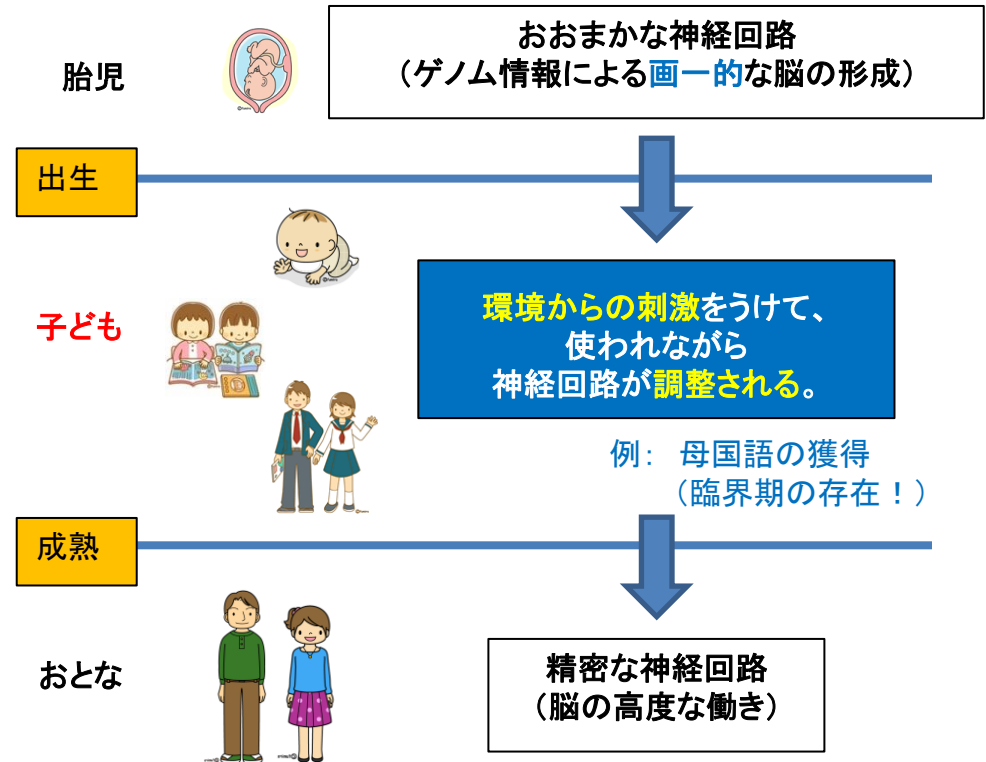 おおまかな神経回路
（ゲノム情報による画一的な脳の形成）
胎児
出生
子ども
環境からの刺激をうけて、
使われながら
神経回路が調整される。
例： 母国語の獲得
（臨界期の存在！）
成熟
おとな
精密な神経回路
（脳の高度な働き）